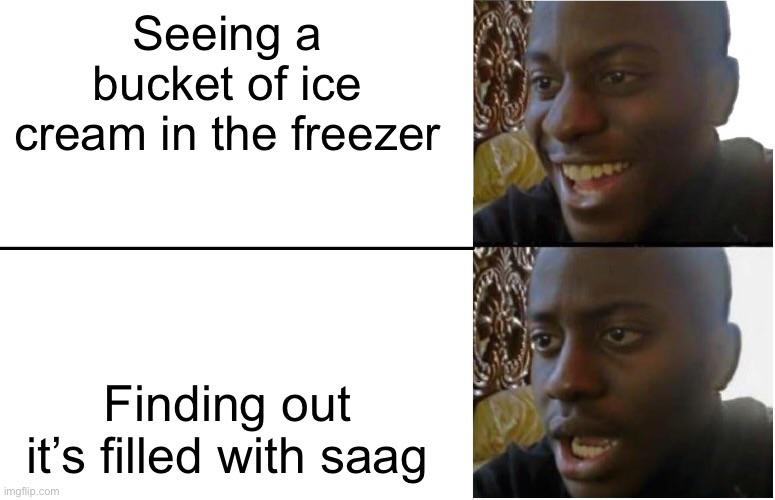 Seeing a
bucket of ice
cream in the freezer
Finding out
it’s filled with saag
imgflip.com